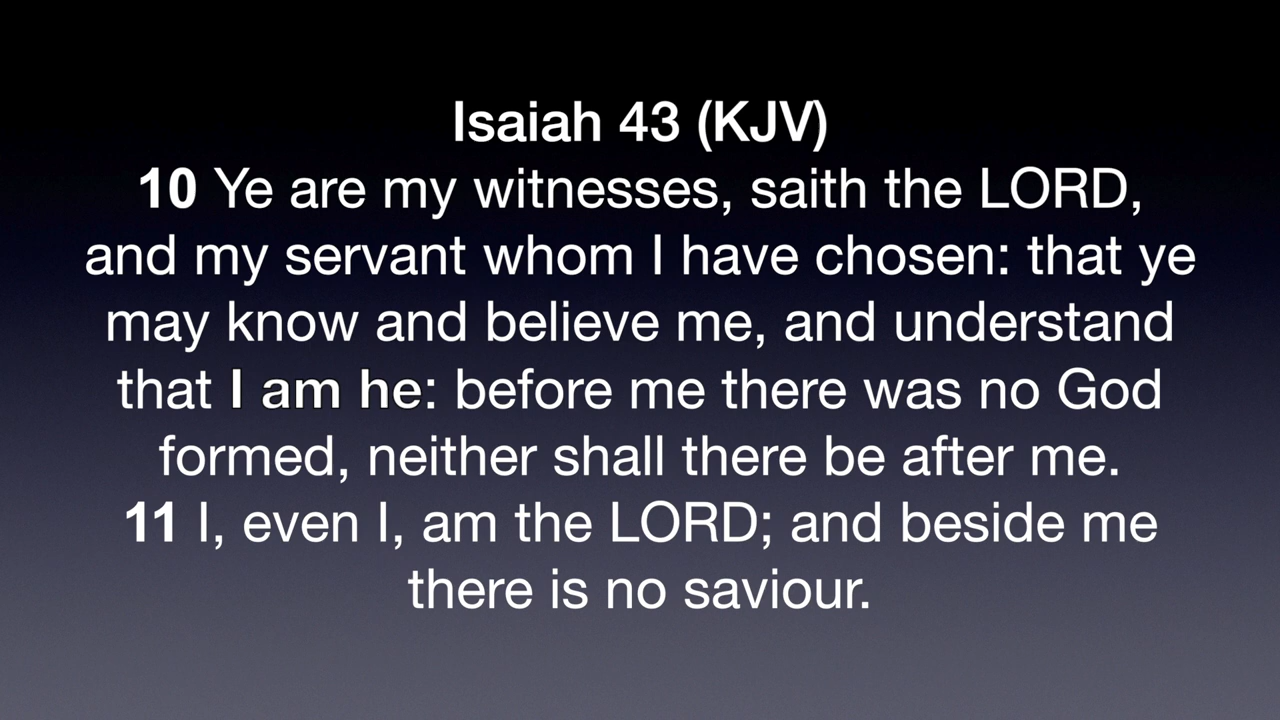 Isaiah 43 (KJV)
10 Ye are my witnesses, saith the LORD,
and my servant whom I have chosen: that ye
may know and believe me, and understand
that I am he: before me there was no God
formed, neither shall there be after me.
11 I, even I, am the LORD; and beside me
there is no saviour.